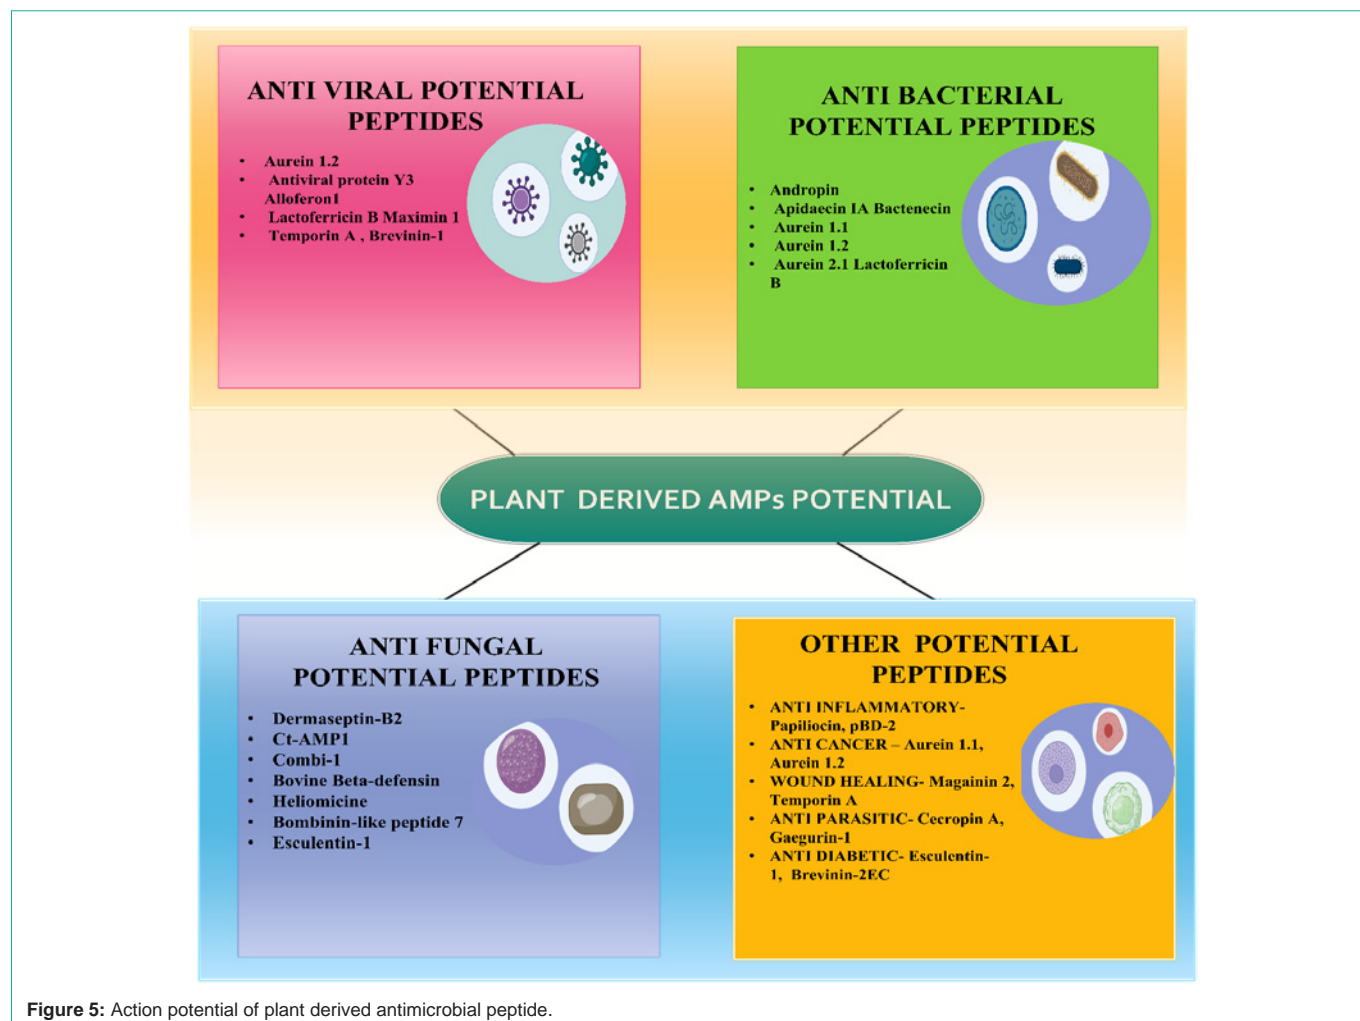 ANTI VIRAL POTENTIAL
PEPTIDES
• Aurein 1.2
• Antiviral protein Y3
Alloferon1
• Lactoferricin B Maximin 1
• Temporin A , Brevinin-1
ANTI BACTERIAL
POTENTIAL PEPTIDES
• Andropin
• Apidaecin IA Bactenecin
• Aurein 1.1
• Aurein 1.2
• Aurein 2.1 Lactoferricin
B
PLANT DERIVED AMPs POTENTIAL
ANTI FUNGAL
POTENTIAL PEPTIDES
• Dermaseptin-B2
• Ct-AMP1
• Combi-1
• Bovine Beta-defensin
• Heliomicine
• Bombinin-like peptide 7
• Esculentin-1
OTHER POTENTIAL
PEPTIDES
• ANTI INFLAMMATORY-
Papiliocin, pBD-2
• ANTI CANCER – Aurein 1.1,
Aurein 1.2
• WOUND HEALING- Magainin 2,
Temporin A
• ANTI PARASITIC- Cecropin A,
Gaegurin-1
• ANTI DIABETIC- Esculentin-
1, Brevinin-2EC
Figure 5: Action potential of plant derived antimicrobial peptide.